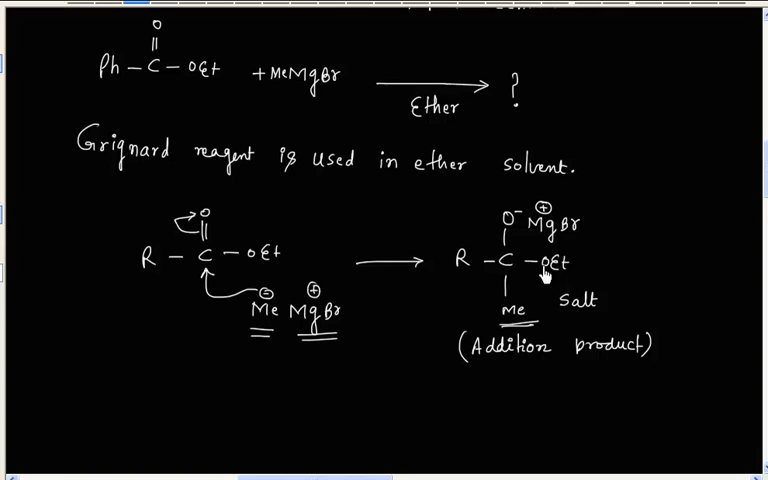 O
||
Ph - C - OEt + MeMgBr ⟶ ?
Ether
Grignard reagent is used in ether solvent.
O O⁻ ⊕
|| | MgBr
R - C - OEt ⟶ R - C - OEt
⊖ ⊕ |
Me MgBr Me Salt
(Addition product)